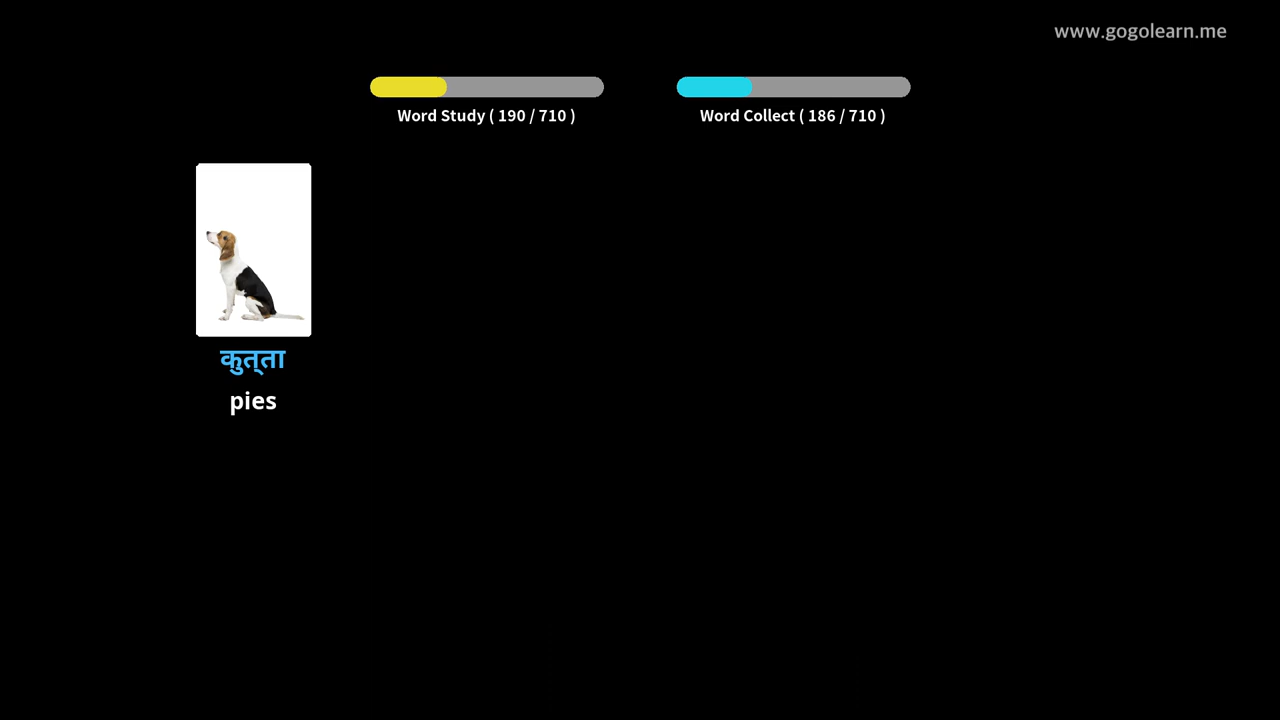 www.gogolearn.me
Word Study ( 190 / 710 )
Word Collect ( 186 / 710 )
कुत्ता
pies